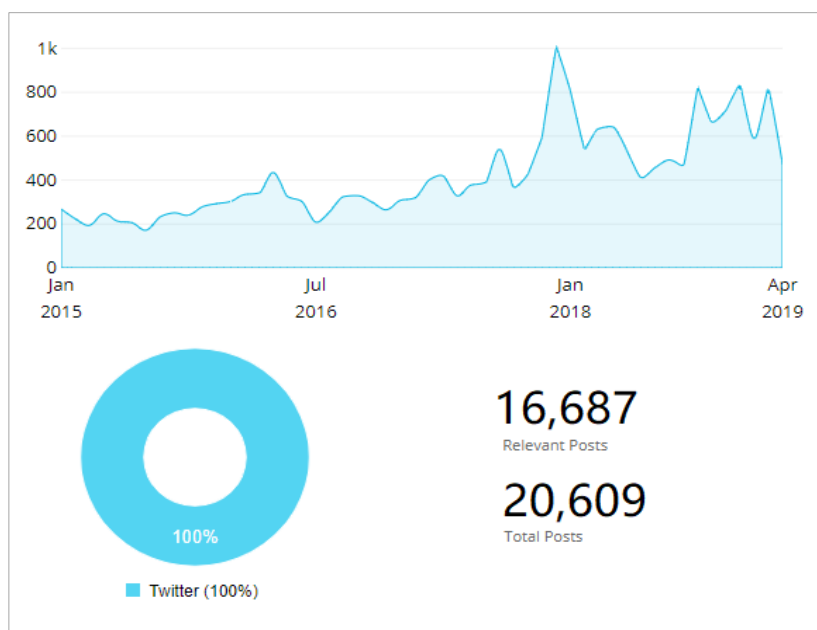 1k
800
600
400
200
0
Jan Jul Jan Apr
2015 2016 2018 2019
16,687
Relevant Posts
20,609
Total Posts
100%
Twitter (100%)